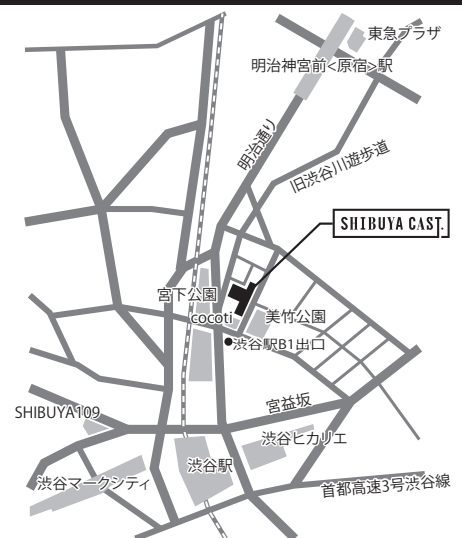 東急プラザ
明治神宮前<原宿>駅
明治通り
旧渋谷川遊歩道
SHIBUYA CAST.
宮下公園
cocoti
美竹公園
渋谷駅B1出口
宮益坂
SHIBUYA109
渋谷ヒカリエ
渋谷駅
渋谷マークシティ
首都高速3号渋谷線